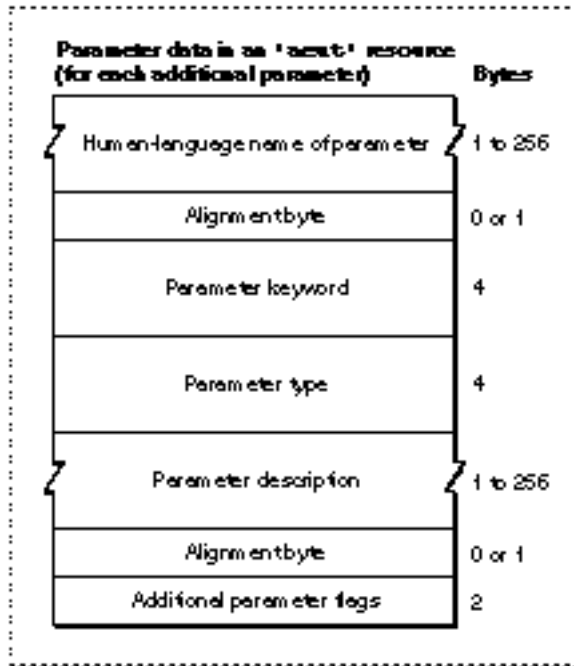 Parameter data in an 'aeut' resource
(for each additional parameter) Bytes
Human-language name of parameter 1 to 256
Alignment byte 0 or 1
Parameter keyword 4
Parameter type 4
Parameter description 1 to 256
Alignment byte 0 or 1
Additional parameter flags 2